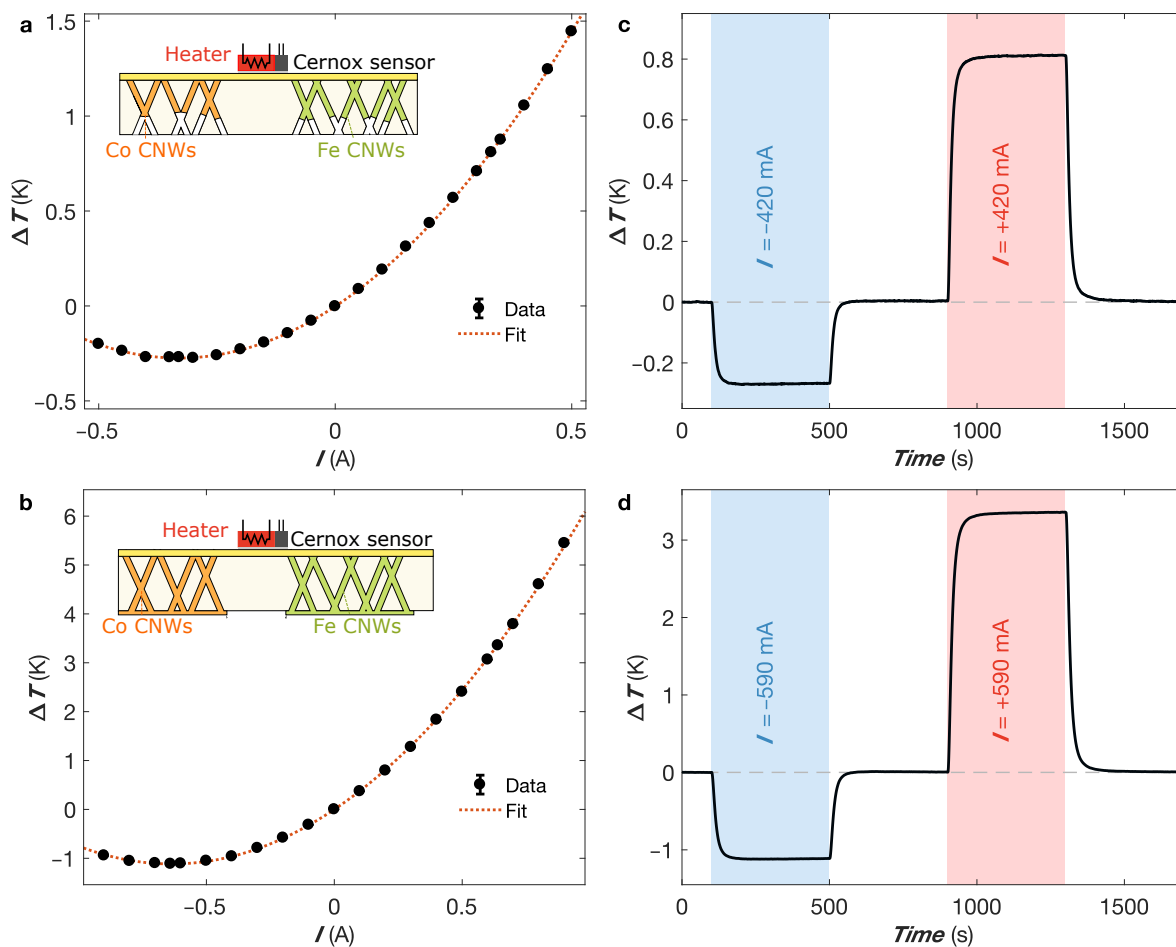 a
1.5
1
0.5
0
−0.5
Δ T (K)
Heater
Cernox sensor
Co CNWs
Fe CNWs
Data
Fit
−0.5
0
0.5
I (A)
c
0.8
0.6
0.4
0.2
0
−0.2
Δ T (K)
I = −420 mA
I = +420 mA
0
500
1000
1500
Time (s)
b
6
5
4
3
2
1
0
−1
Δ T (K)
Heater
Cernox sensor
Co CNWs
Fe CNWs
Data
Fit
−0.5
0
0.5
I (A)
d
3
2
1
0
−1
Δ T (K)
I = −590 mA
I = +590 mA
0
500
1000
1500
Time (s)